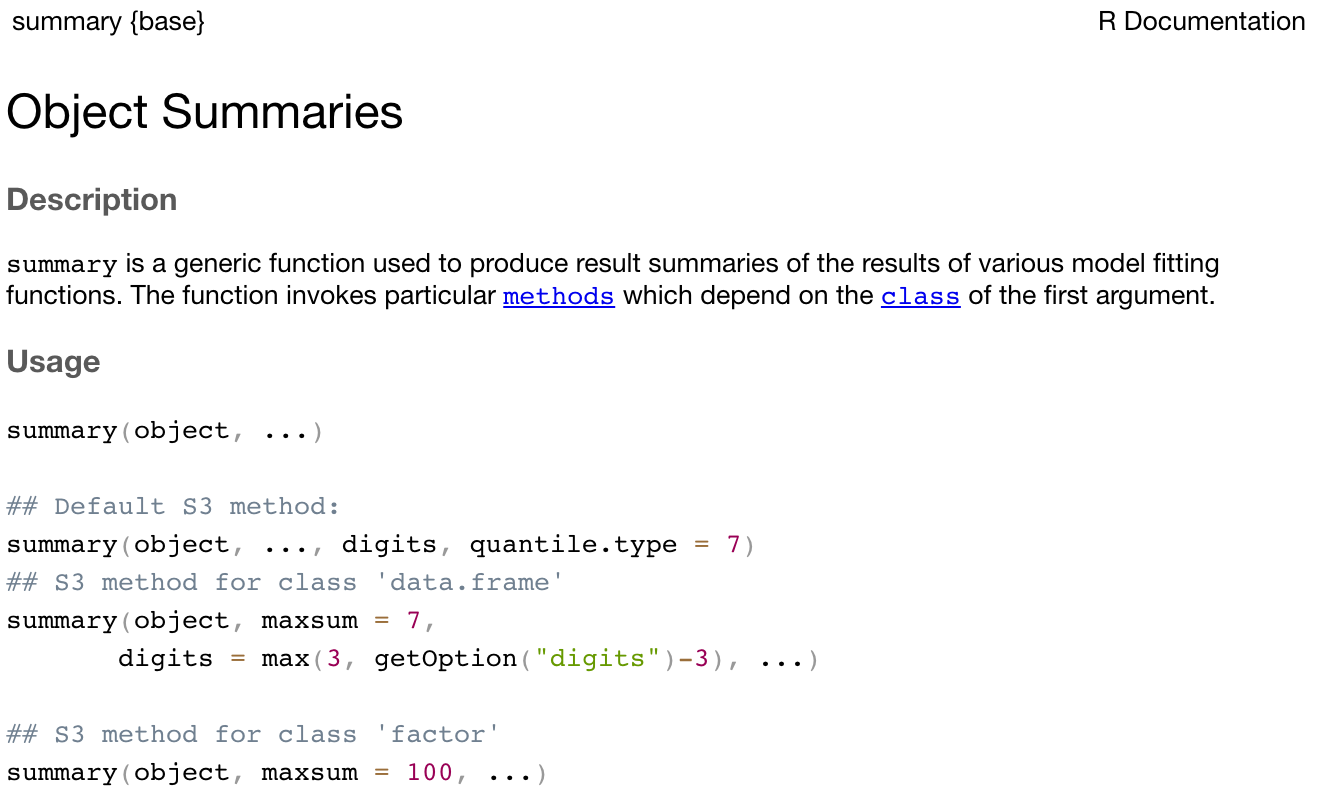 summary {base}
R Documentation
Object Summaries
Description
summary is a generic function used to produce result summaries of the results of various model fitting
functions. The function invokes particular methods which depend on the class of the first argument.
Usage
summary(object, ...)
## Default S3 method:
summary(object, ..., digits, quantile.type = 7)
## S3 method for class 'data.frame'
summary(object, maxsum = 7,
       digits = max(3, getOption("digits")-3), ...)
## S3 method for class 'factor'
summary(object, maxsum = 100, ...)